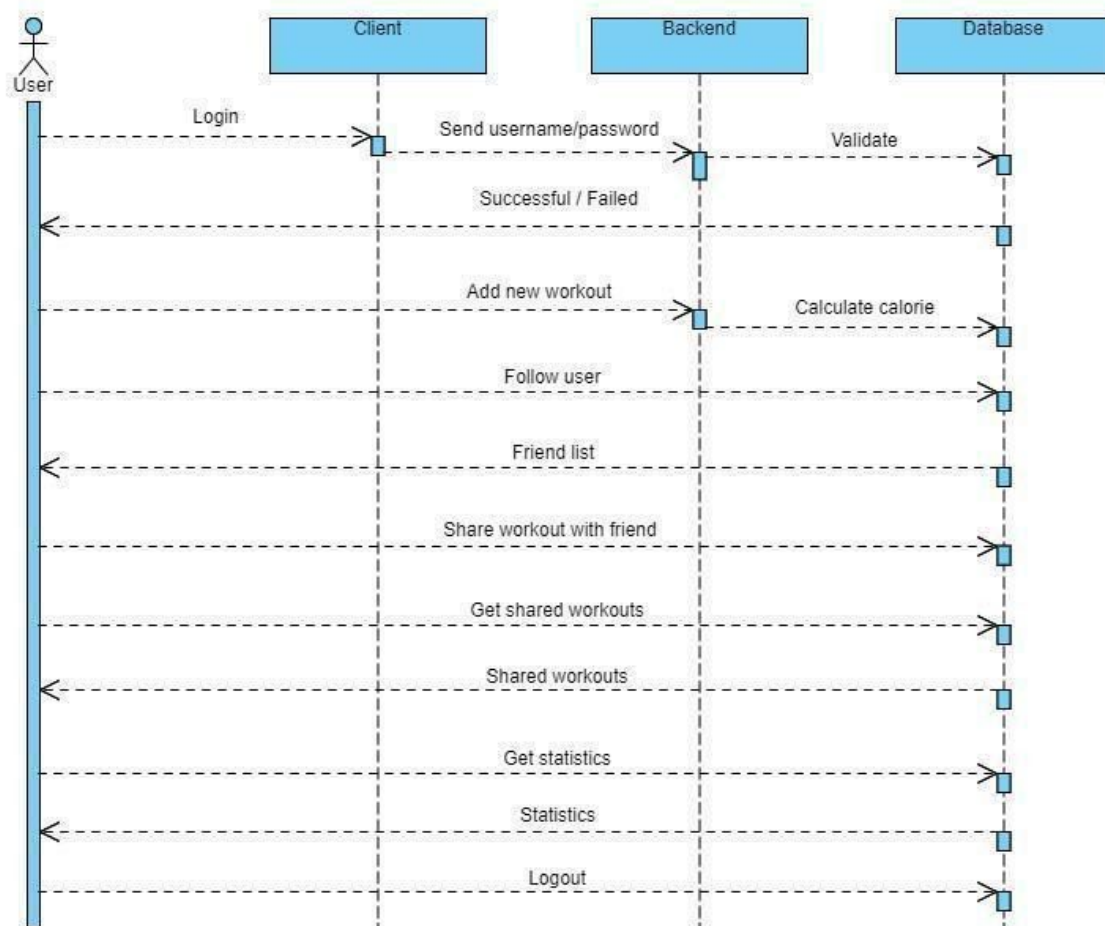 Client
Backend
Database
User
Login
Send username/password
Validate
Successful / Failed
Add new workout
Calculate calorie
Follow user
Friend list
Share workout with friend
Get shared workouts
Shared workouts
Get statistics
Statistics
Logout